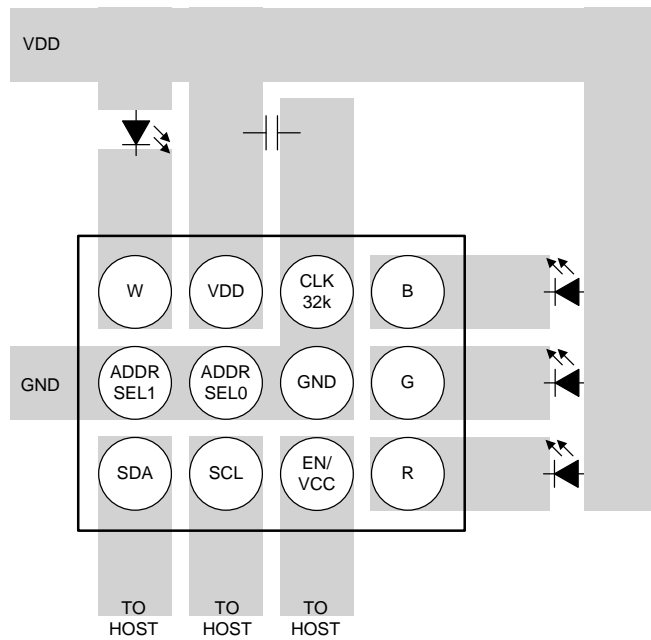 VDD
W
VDD
CLK
32k
B
GND
ADDR
SEL1
ADDR
SEL0
GND
G
SDA
SCL
EN/
VCC
R
TO
HOST
TO
HOST
TO
HOST